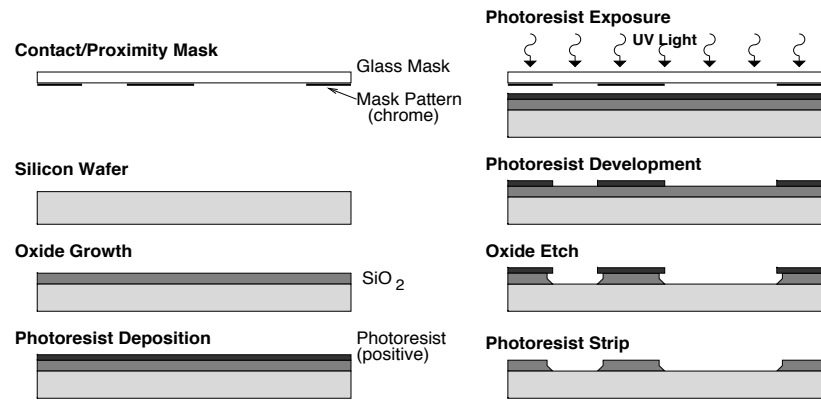 Contact/Proximity Mask
Glass Mask
Mask Pattern
(chrome)
Silicon Wafer
Oxide Growth
SiO 2
Photoresist Deposition
Photoresist
(positive)
Photoresist Exposure
UV Light
Photoresist Development
Oxide Etch
Photoresist Strip